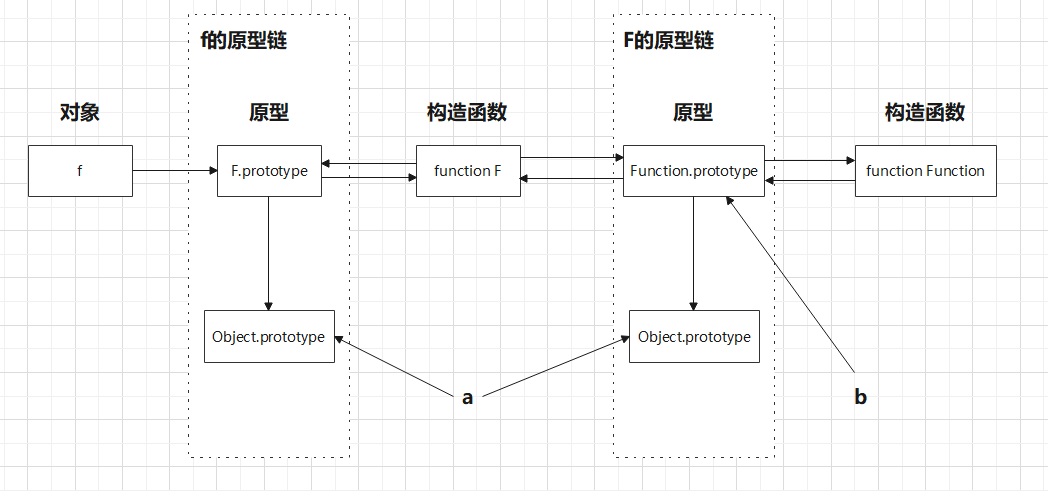 f的原型链
F的原型链
对象
原型
构造函数
原型
构造函数
f
F.prototype
function F
Function.prototype
function Function
Object.prototype
Object.prototype
a
b